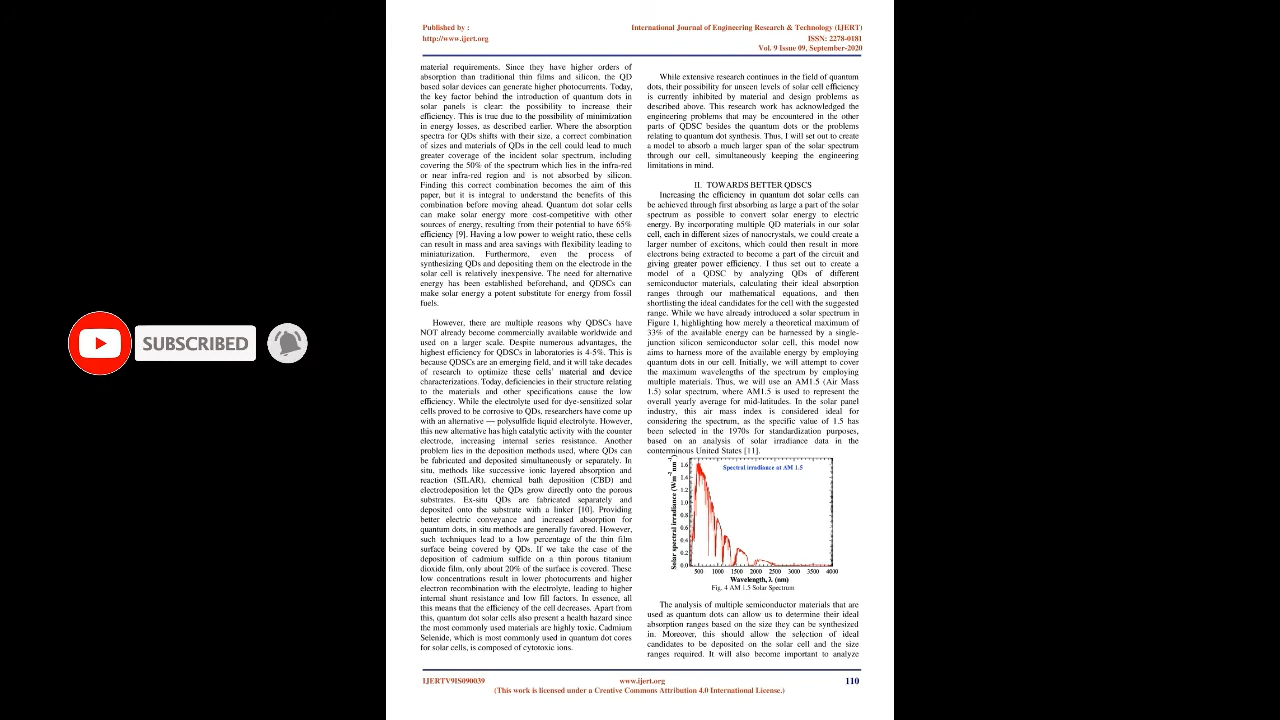 SUBSCRIBED
Published by :
http://www.ijert.org
International Journal of Engineering Research & Technology (IJERT)
ISSN: 2278-0181
Vol. 9 Issue 09, September-2020
material requirements. Since they have higher orders of
absorption than traditional thin films and silicon, the QD
based solar devices can generate higher photocurrents. Today,
the key factor behind the introduction of quantum dots in
solar panels is clear: the possibility to increase their
efficiency. This is true due to the possibility of minimization
in energy losses, as described earlier. Where the absorption
spectra for QDs shifts with their size, a correct combination
of sizes and materials of QDs in the cell could lead to much
greater coverage of the incident solar spectrum, including
covering the 50% of the spectrum which lies in the infra-red
or near infra-red region and is not absorbed by silicon.
Finding this correct combination becomes the aim of this
paper, but it is integral to understand the benefits of this
combination before moving ahead. Quantum dot solar cells
can make solar energy more cost-competitive with other
sources of energy, resulting from their potential to have 65%
efficiency [9]. Having a low power to weight ratio, these cells
can result in mass and area savings with flexibility leading to
miniaturization. Furthermore, even the process of
synthesizing QDs and depositing them on the electrode in the
solar cell is relatively inexpensive. The need for alternative
energy has been established beforehand, and QDSCs can
make solar energy a potent substitute for energy from fossil
fuels.
However, there are multiple reasons why QDSCs have
NOT already become commercially available worldwide and
used on a larger scale. Despite numerous advantages, the
highest efficiency for QDSCs in laboratories is 4-5%. This is
because QDSCs are an emerging field, and it will take decades
of research to optimize these cells' material and device
characterizations. Today, deficiencies in their structure relating
to the materials and other specifications cause the low
efficiency. While the electrolyte used for dye-sensitized solar
cells proved to be corrosive to QDs, researchers have come up
with an alternative — polysulfide liquid electrolyte. However,
this new alternative has high catalytic activity with the counter
electrode, increasing internal series resistance. Another
problem lies in the deposition methods used, where QDs can
be fabricated and deposited simultaneously or separately. In
situ, methods like successive ionic layered absorption and
reaction (SILAR), chemical bath deposition (CBD) and
electrodeposition let the QDs grow directly onto the porous
substrates. Ex-situ QDs are fabricated separately and
deposited onto the substrate with a linker [10]. Providing
better electric conveyance and increased absorption for
quantum dots, in situ methods are generally favored. However,
such techniques lead to a low percentage of the thin film
surface being covered by QDs. If we take the case of the
deposition of cadmium sulfide on a thin porous titanium
dioxide film, only about 20% of the surface is covered. These
low concentrations result in lower photocurrents and higher
electron recombination with the electrolyte, leading to higher
internal shunt resistance and low fill factors. In essence, all
this means that the efficiency of the cell decreases. Apart from
this, quantum dot solar cells also present a health hazard since
the most commonly used materials are highly toxic. Cadmium
Selenide, which is most commonly used in quantum dot cores
for solar cells, is composed of cytotoxic ions.
While extensive research continues in the field of quantum
dots, their possibility for unseen levels of solar cell efficiency
is currently inhibited by material and design problems as
described above. This research work has acknowledged the
engineering problems that may be encountered in the other
parts of QDSC besides the quantum dots or the problems
relating to quantum dot synthesis. Thus, I will set out to create
a model to absorb a much larger span of the solar spectrum
through our cell, simultaneously keeping the engineering
limitations in mind.
II. TOWARDS BETTER QDSCS
Increasing the efficiency in quantum dot solar cells can
be achieved through first absorbing as large a part of the solar
spectrum as possible to convert solar energy to electric
energy. By incorporating multiple QD materials in our solar
cell, each in different sizes of nanocrystals, we could create a
larger number of excitons, which could then result in more
electrons being extracted to become a part of the circuit and
giving greater power efficiency. I thus set out to create a
model of a QDSC by analyzing QDs of different
semiconductor materials, calculating their ideal absorption
ranges through our mathematical equations, and then
shortlisting the ideal candidates for the cell with the suggested
range. While we have already introduced a solar spectrum in
Figure 1, highlighting how merely a theoretical maximum of
33% of the available energy can be harnessed by a single-
junction silicon semiconductor solar cell, this model now
aims to harness more of the available energy by employing
quantum dots in our cell. Initially, we will attempt to cover
the maximum wavelengths of the spectrum by employing
multiple materials. Thus, we will use an AM1.5 (Air Mass
1.5) solar spectrum, where AM1.5 is used to represent the
overall yearly average for mid-latitudes. In the solar panel
industry, this air mass index is considered ideal for
considering the spectrum, as the specific value of 1.5 has
been selected in the 1970s for standardization purposes,
based on an analysis of solar irradiance data in the
conterminous United States [11].
Spectral irradiance at AM 1.5
Solar spectral irradiance (Wm⁻² nm⁻¹)
1.6
1.4
1.2
1.0
0.8
0.6
0.4
0.2
0.0
500 1000 1500 2000 2500 3000 3500 4000
Wavelength, λ (nm)
Fig. 4 AM 1.5 Solar Spectrum
The analysis of multiple semiconductor materials that are
used as quantum dots can allow us to determine their ideal
absorption ranges based on the size they can be synthesized
in. Moreover, this should allow the selection of ideal
candidates to be deposited on the solar cell and the size
ranges required. It will also become important to analyze
IJERTV9IS090039
www.ijert.org
110
(This work is licensed under a Creative Commons Attribution 4.0 International License.)